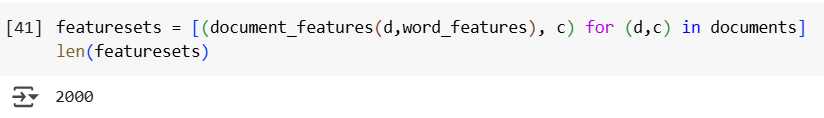 [41] featuresets = [(document_features(d,word_features), c) for (d,c) in documents]
len(featuresets)
2000